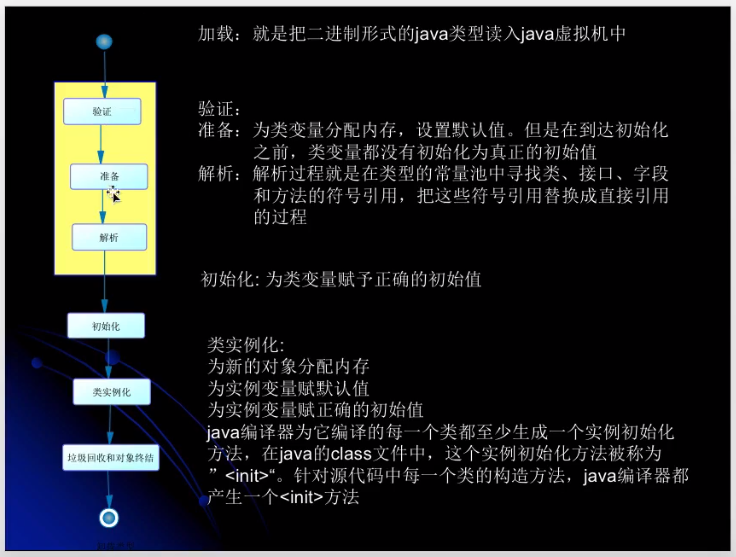 加载：就是把二进制形式的java类型读入java虚拟机中
验证：
准备：为类变量分配内存，设置默认值。但是在到达初始化
之前，类变量都没有初始化为真正的初始值
解析：解析过程就是在类型的常量池中寻找类、接口、字段
和方法的符号引用，把这些符号引用替换成直接引用
的过程
初始化: 为类变量赋予正确的初始值
类实例化:
为新的对象分配内存
为实例变量赋默认值
为实例变量赋正确的初始值
java编译器为它编译的每一个类都至少生成一个实例初始化
方法，在java的class文件中，这个实例初始化方法被称为
”<init>“。针对源代码中每一个类的构造方法，java编译器都
产生一个<init>方法
验证
准备
解析
初始化
类实例化
垃圾回收和对象终结